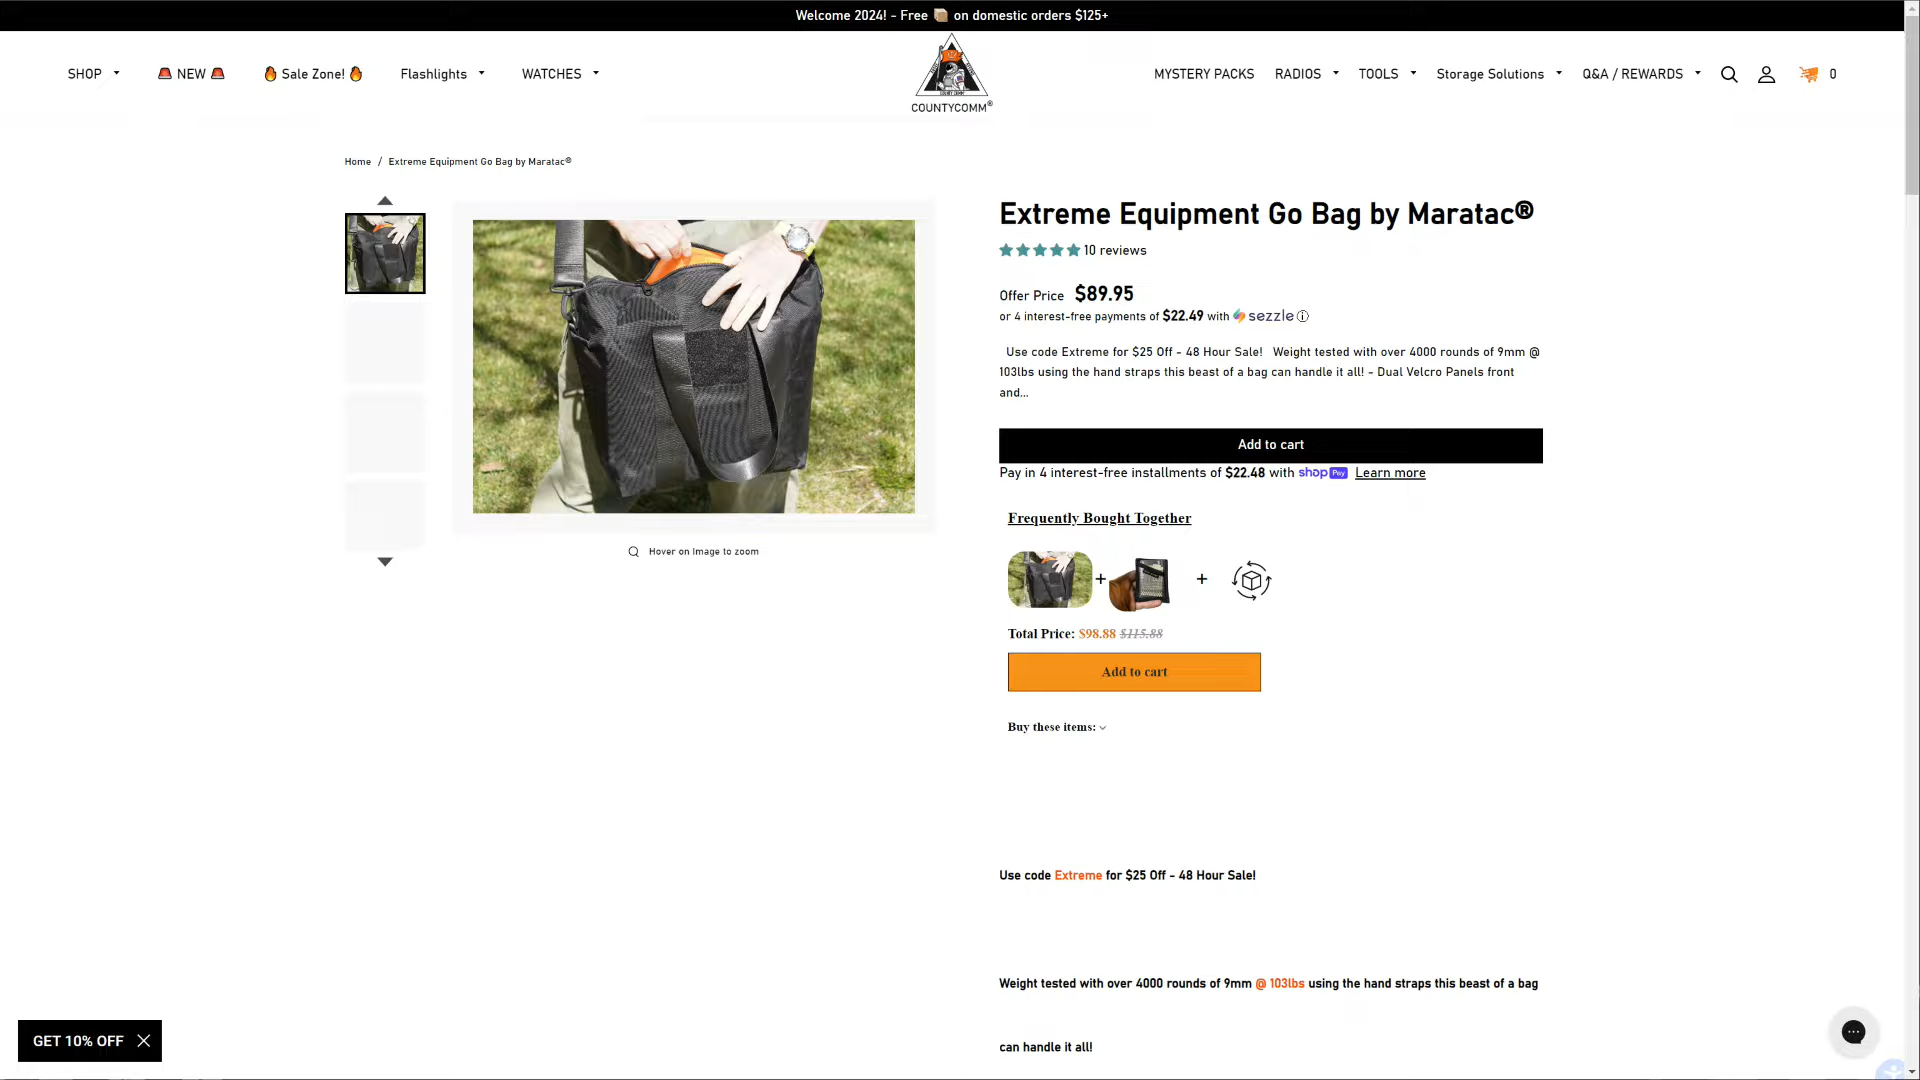 Welcome 2024! - Free 📦 on domestic orders $125+
SHOP
🚨 NEW 🚨
🔥 Sale Zone! 🔥
Flashlights
WATCHES
COUNTYCOMM®
MYSTERY PACKS
RADIOS
TOOLS
Storage Solutions
Q&A / REWARDS
0
Home / Extreme Equipment Go Bag by Maratac®
Extreme Equipment Go Bag by Maratac®
10 reviews
Offer Price $89.95
or 4 interest-free payments of $22.49 with sezzle ⓘ
Use code Extreme for $25 Off - 48 Hour Sale! Weight tested with over 4000 rounds of 9mm @
103lbs using the hand straps this beast of a bag can handle it all! - Dual Velcro Panels front
and...
Add to cart
Pay in 4 interest-free installments of $22.48 with shop Pay Learn more
Hover on image to zoom
Frequently Bought Together
+ +
Total Price: $98.88 $115.88
Add to cart
Buy these items:
Use code Extreme for $25 Off - 48 Hour Sale!
Weight tested with over 4000 rounds of 9mm @ 103lbs using the hand straps this beast of a bag
can handle it all!
GET 10% OFF